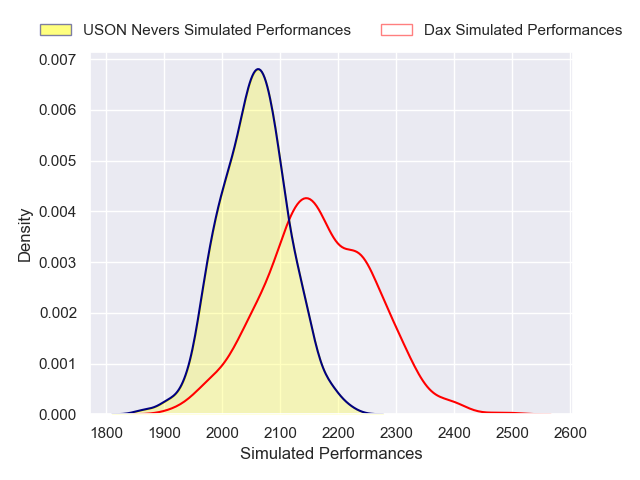 USON Nevers Simulated Performances
Dax Simulated Performances
0.007
0.006
0.005
0.004
0.003
0.002
0.001
0.000
Density
1800 1900 2000 2100 2200 2300 2400 2500 2600
Simulated Performances